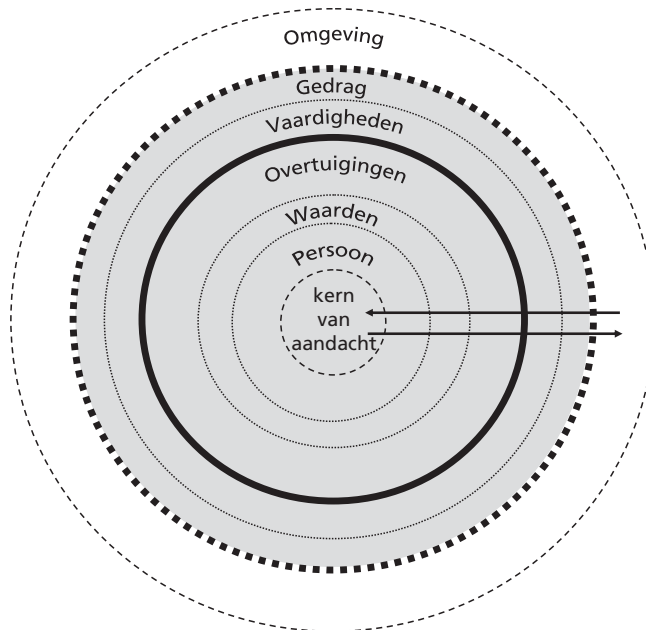 Omgeving
Gedrag
Vaardigheden
Overtuigingen
Waarden
Persoon
kern
van
aandacht